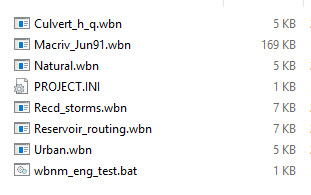 Culvert_h_q.wbn 5 KB
Macriv_Jun91.wbn 169 KB
Natural.wbn 5 KB
PROJECT.INI 1 KB
Recd_storms.wbn 7 KB
Reservoir_routing.wbn 7 KB
Urban.wbn 5 KB
wbnm_eng_test.bat 1 KB